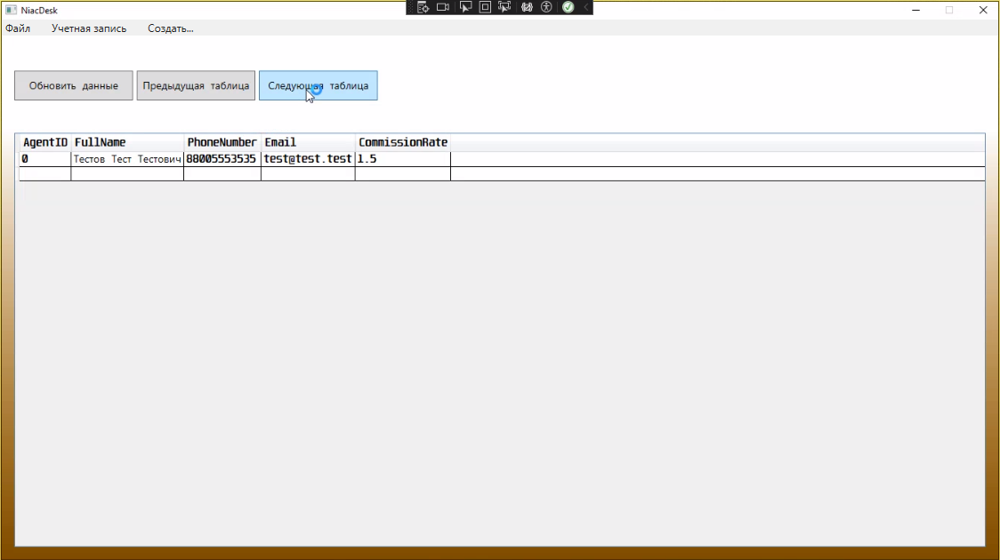 NiacDesk
Файл Учетная запись Создать...
Обновить данные Предыдущая таблица Следующая таблица
AgentID FullName PhoneNumber Email CommissionRate
0 Тестов Тест Тестович 88005553535 test@test.test 1.5